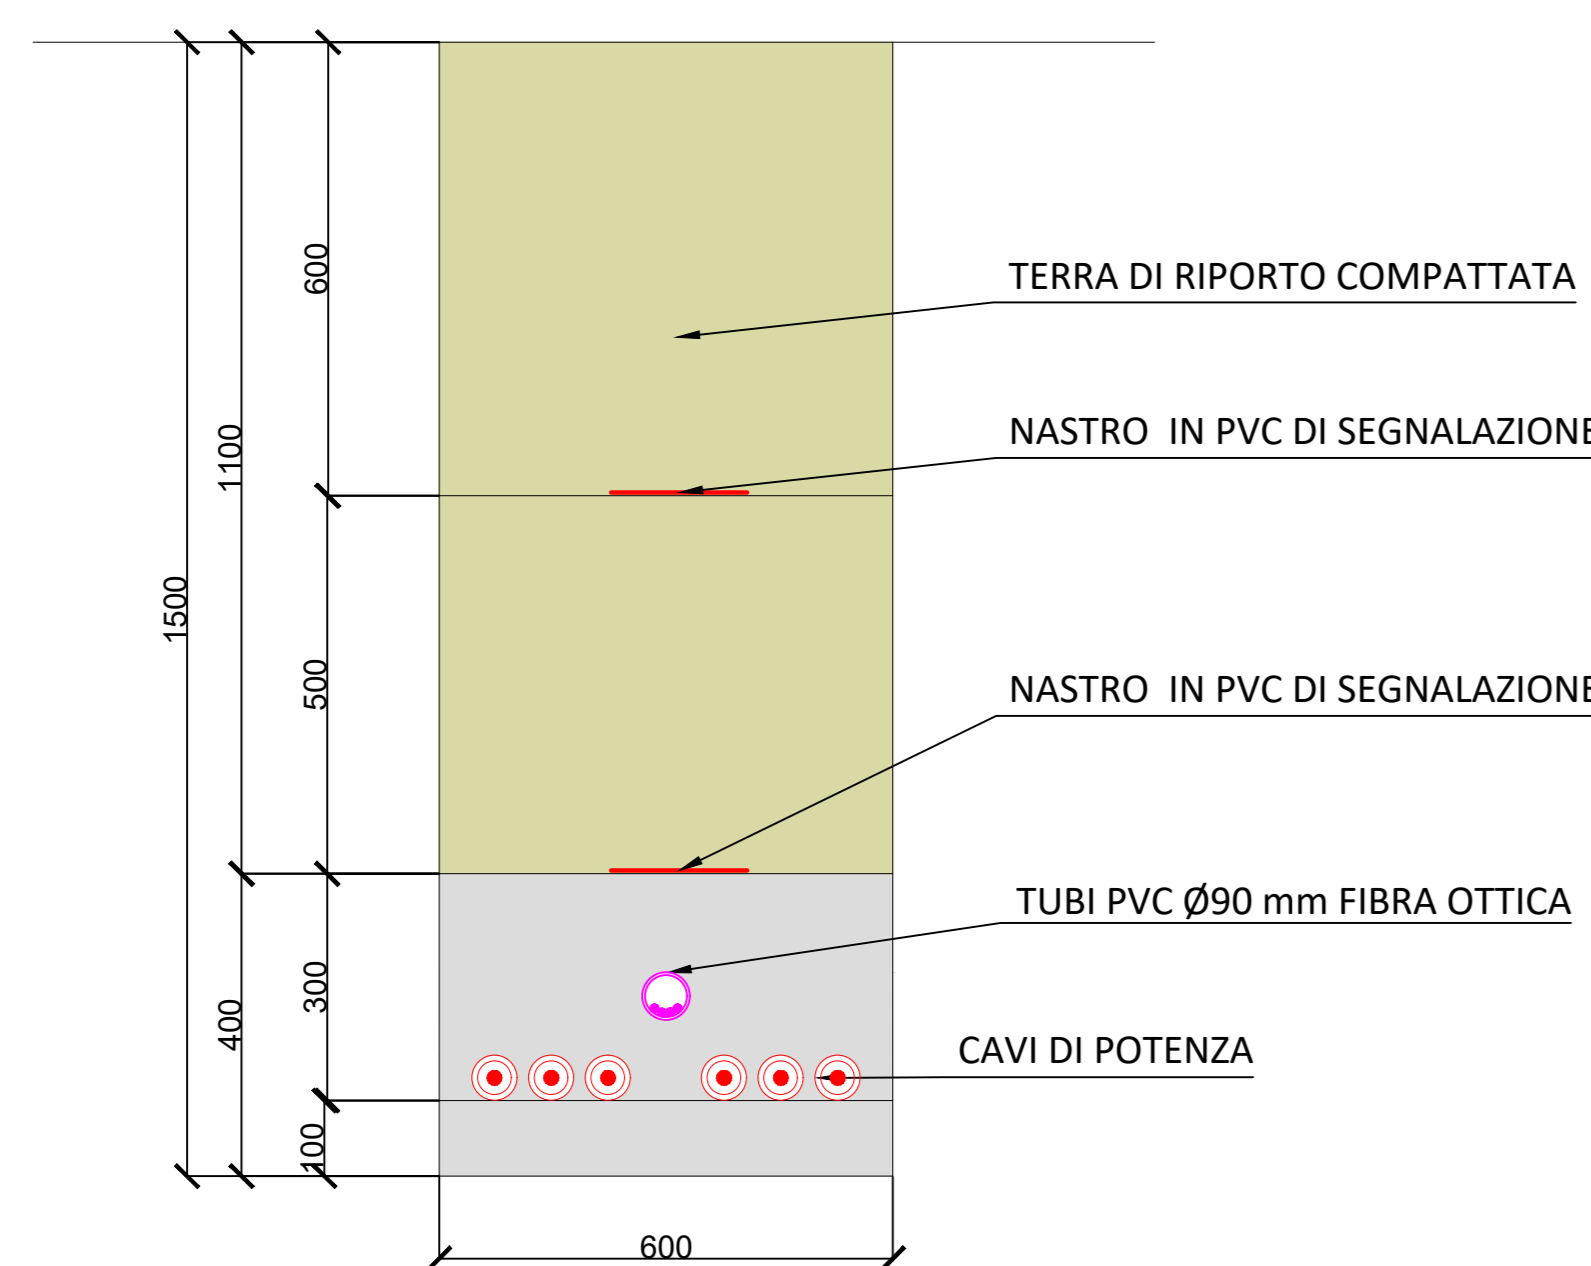 600
TERRA DI RIPORTO COMPATTATA
NASTRO IN PVC DI SEGNALAZIONE
1100
1500
500
NASTRO IN PVC DI SEGNALAZIONE
TUBI PVC Ø90 mm FIBRA OTTICA
300
400
CAVI DI POTENZA
100
600